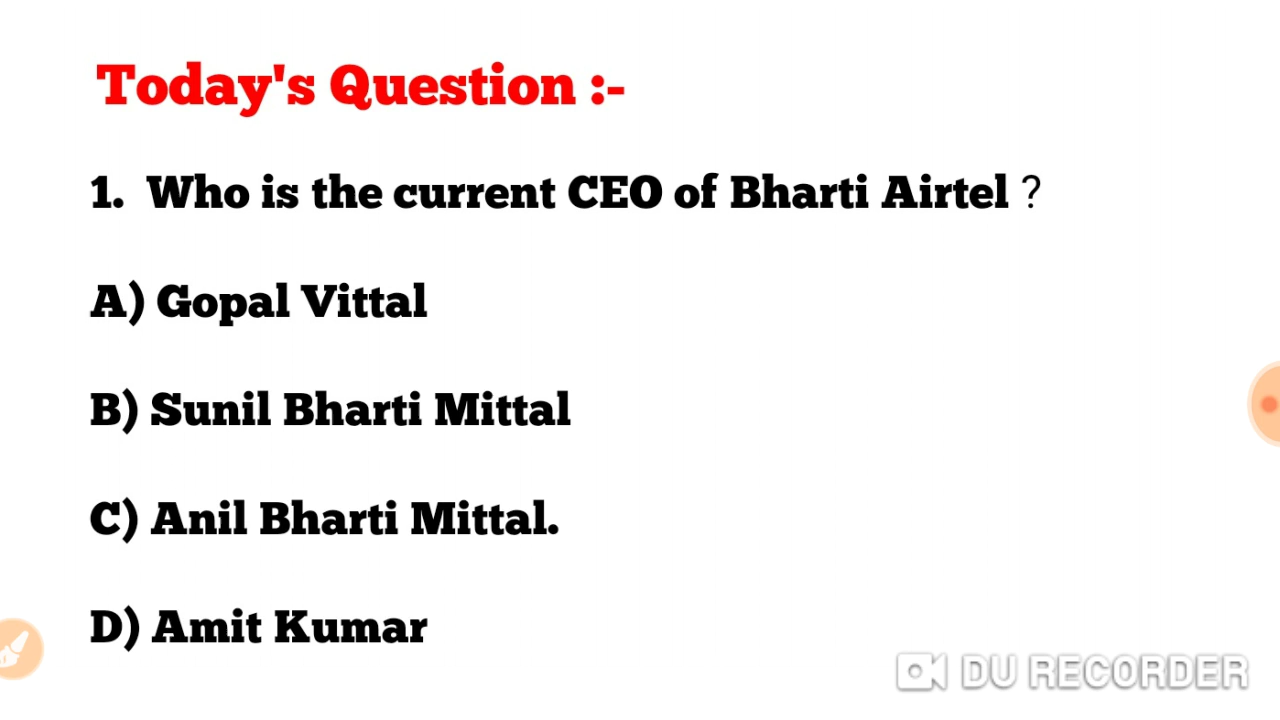 Today's Question :-
1. Who is the current CEO of Bharti Airtel ?
A) Gopal Vittal
B) Sunil Bharti Mittal
C) Anil Bharti Mittal.
D) Amit Kumar
DU RECORDER